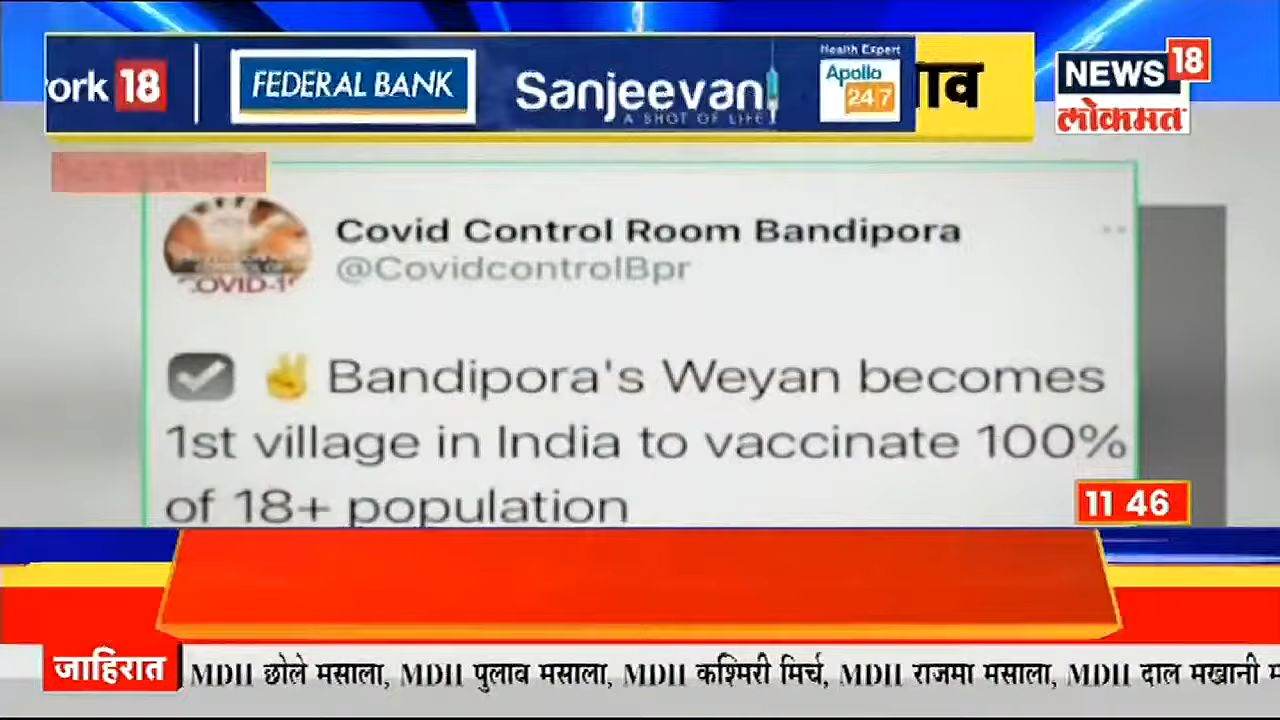 ork 18
FEDERAL BANK
Sanjeevani
A SHOT OF LIFE
Health Expert
Apollo
24|7
ाव
NEWS 18
लोकमत
Covid Control Room Bandipora
@CovidcontrolBpr
COVID-1
Bandipora's Weyan becomes
1st village in India to vaccinate 100%
of 18+ population
11 46
जाहिरात
MDH छोले मसाला, MDH पुलाव मसाला, MDH कश्मिरी मिर्च, MDH राजमा मसाला, MDH दाल मखानी म